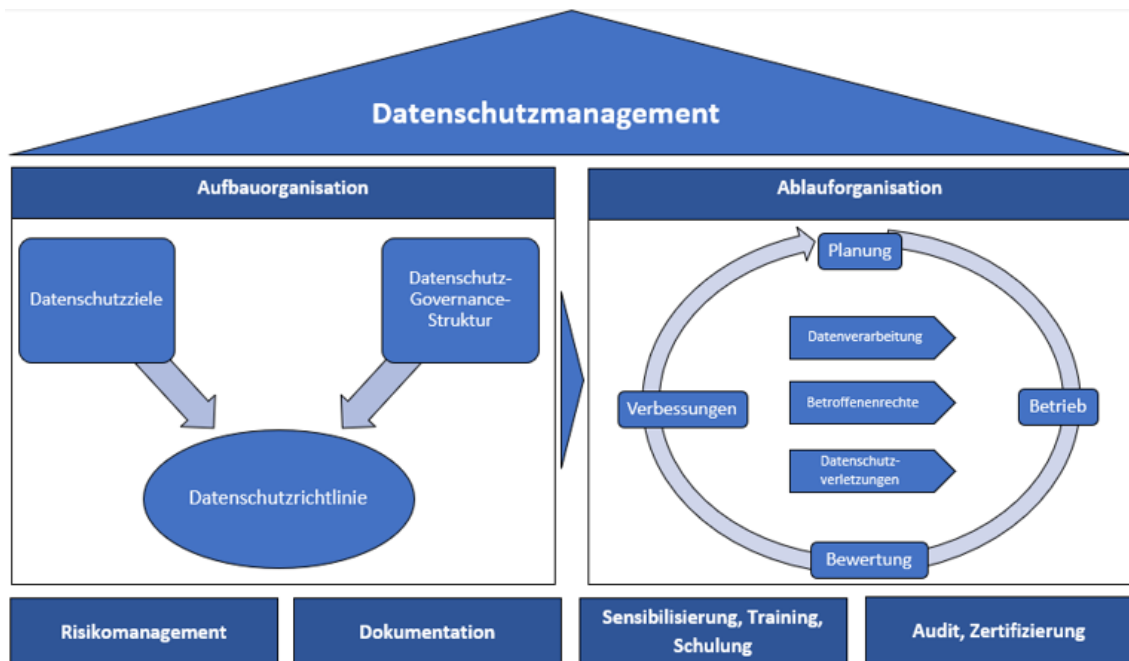 Datenschutzmanagement
Aufbauorganisation
Datenschutzziele
Datenschutz-
Governance-
Struktur
Datenschutzrichtlinie
Ablauforganisation
Planung
Datenverarbeitung
Verbessungen
Betroffenenrechte
Betrieb
Datenschutz-
verletzungen
Bewertung
Risikomanagement
Dokumentation
Sensibilisierung, Training,
Schulung
Audit, Zertifizierung